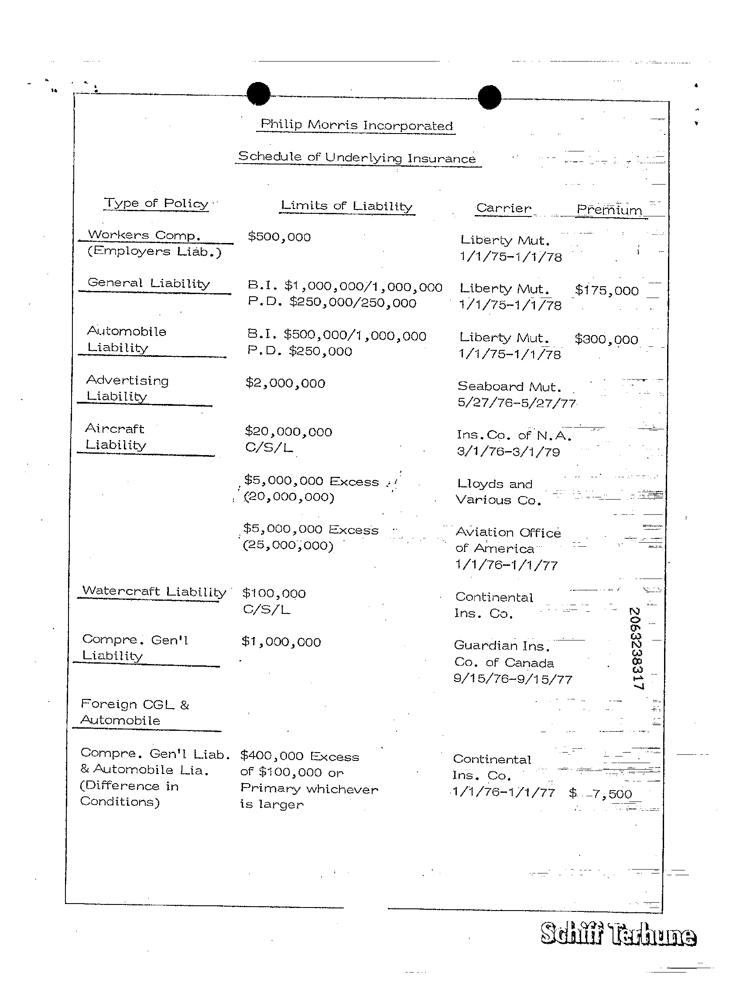 Philip Morris Incorporated
Schedule of Underlying Insurance
Type of Policy Limits of Liability Carrier Premium
Workers Comp. $500,000 Liberty Mut.
(Employers Liab.) 1/1/75-1/1/78
General Liability B.I. $1,000,000/1,000,000 Liberty Mut. $175,000
P.D. $250,000/250,000 1/1/75-1/1/78
Automobile B.I. $500,000/1,000,000 Liberty Mut. $300,000
Liability P.D. $250,000 1/1/75-1/1/78
Advertising $2,000,000 Seaboard Mut.
Liability 5/27/76-5/27/77
Aircraft $20,000,000 Ins.Co. of N.A.
Liability C/S/L 3/1/76-3/1/79
$5,000,000 Excess Lloyds and
(20,000,000) Various Co.
$5,000,000 Excess Aviation Office
(25,000,000) of America
1/1/76-1/1/77
Watercraft Liability $100,000 Continental
C/S/L Ins. Co.
Compre. Gen'l $1,000,000 Guardian Ins.
Liability Co. of Canada
9/15/76-9/15/77
Foreign CGL &
Automobile
Compre. Gen'l Liab. $400,000 Excess Continental
& Automobile Lia. of $100,000 or Ins. Co.
(Difference in Primary whichever 1/1/76-1/1/77 $ 7,500
Conditions) is larger
2063238317
Schiff Terhune